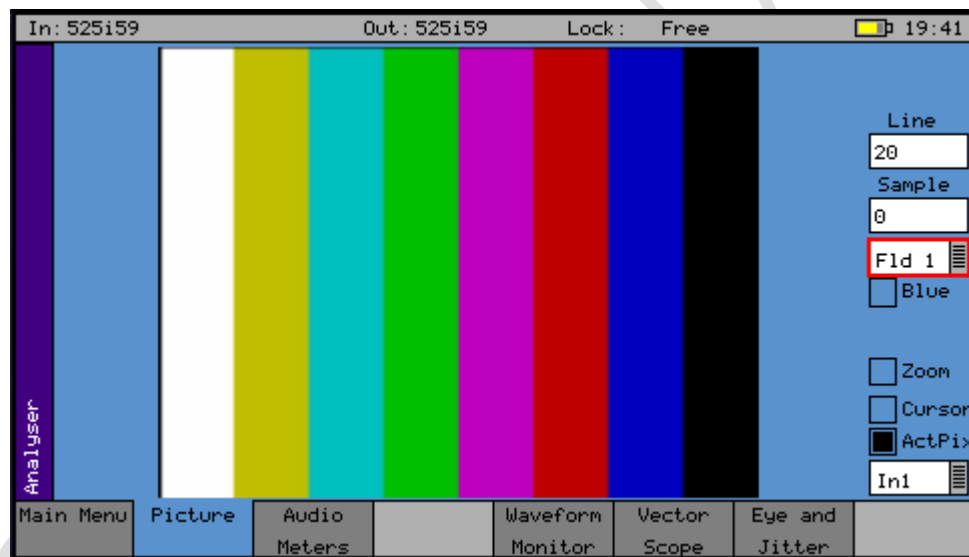 In: 525i59 Out: 525i59 Lock: Free 19:41
Line
20
Sample
0
Fld 1
Blue
Zoom
Cursor
ActPix
In1
Analyser
Main Menu Picture Audio Meters Waveform Monitor Vector Scope Eye and Jitter